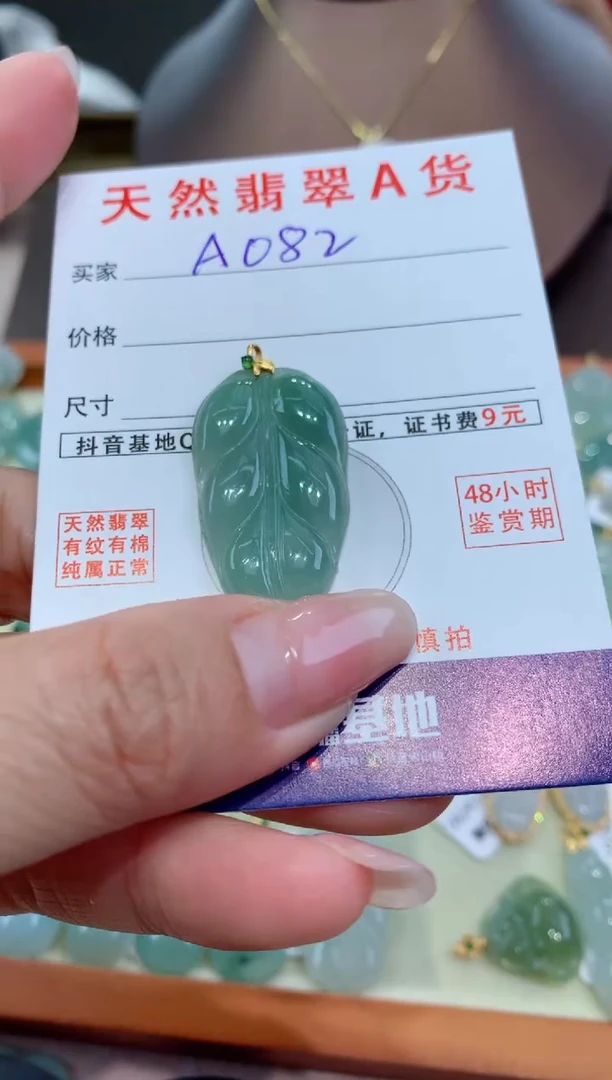 天然翡翠A货
买家 A082
价格
尺寸
抖音基地Q 证，证书费9元
天然翡翠
有纹有棉
纯属正常
48小时
鉴赏期
慎拍
基地